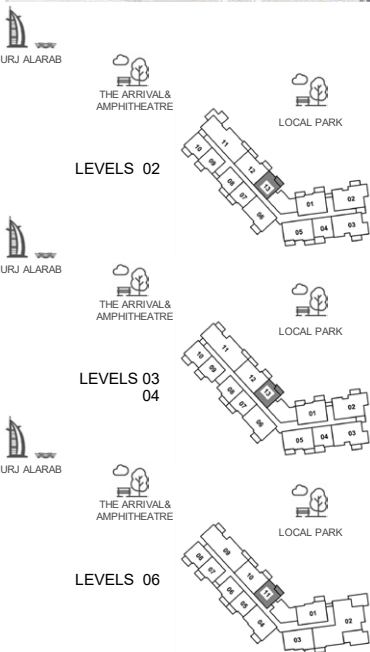 URJ ALARAB
THE ARRIVAL&
AMPHITHEATRE
LOCAL PARK
LEVELS 02
10
11
09
12
13
08
07
06
01
02
05
04
03
URJ ALARAB
THE ARRIVAL&
AMPHITHEATRE
LOCAL PARK
LEVELS 03
04
10
11
09
12
13
08
07
06
01
02
05
04
03
URJ ALARAB
THE ARRIVAL&
AMPHITHEATRE
LOCAL PARK
LEVELS 06
08
09
07
10
11
06
05
04
01
02
03